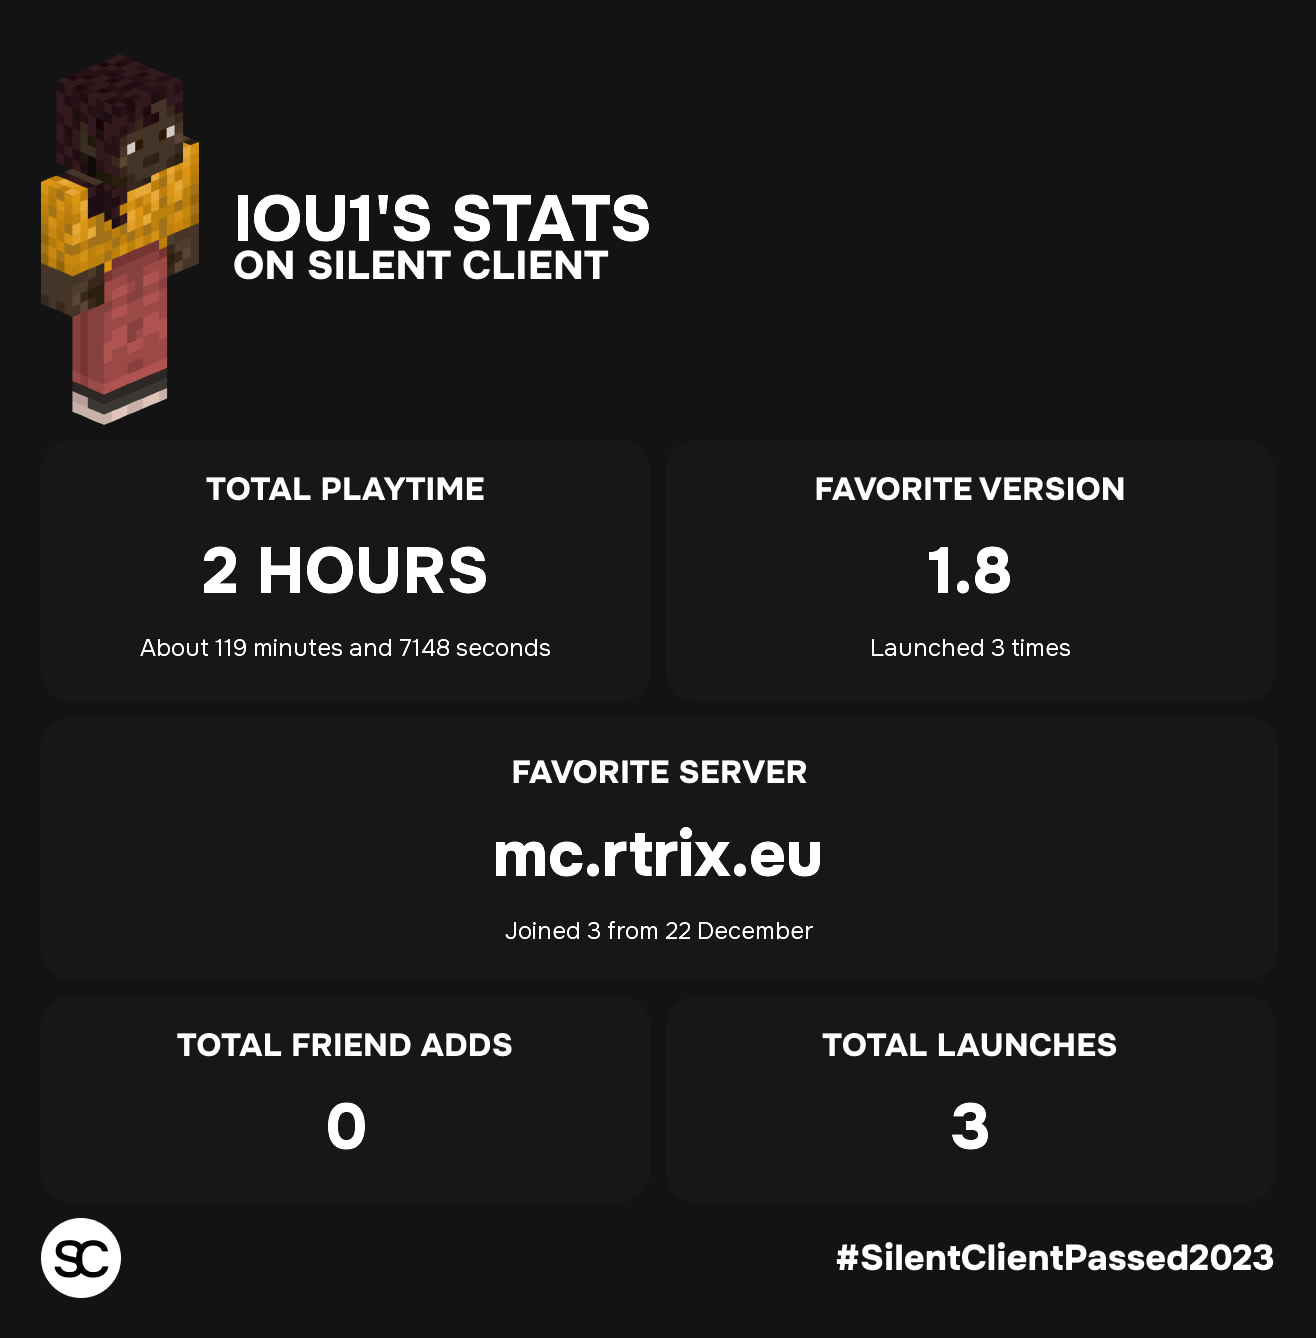 IOU1'S STATS
ON SILENT CLIENT
TOTAL PLAYTIME
2 HOURS
About 119 minutes and 7148 seconds
FAVORITE VERSION
1.8
Launched 3 times
FAVORITE SERVER
mc.rtrix.eu
Joined 3 from 22 December
TOTAL FRIEND ADDS
0
TOTAL LAUNCHES
3
SC
#SilentClientPassed2023